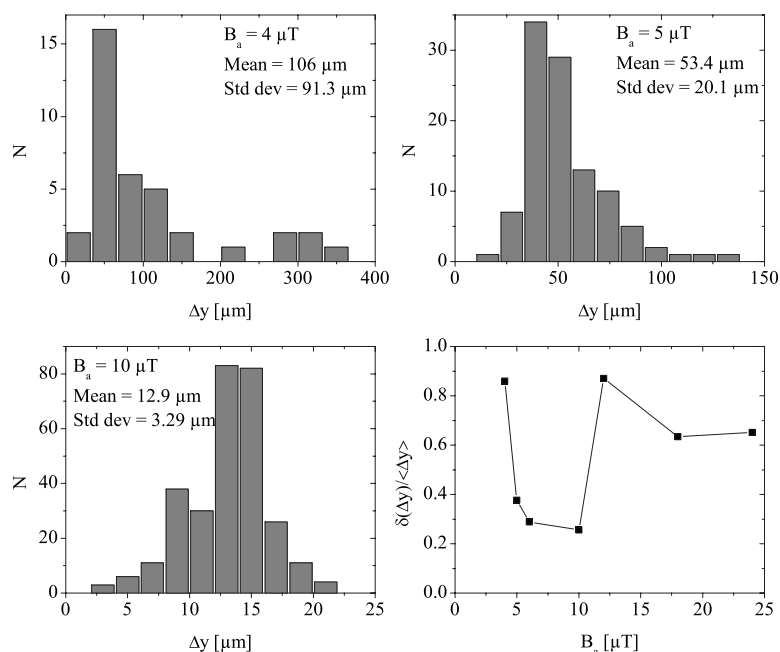 B_a = 4 µT
Mean = 106 µm
Std dev = 91.3 µm
15
10
5
0
N
0 100 200 300 400
Δy [µm]
B_a = 5 µT
Mean = 53.4 µm
Std dev = 20.1 µm
30
20
10
0
N
0 50 100 150
Δy [µm]
B_a = 10 µT
Mean = 12.9 µm
Std dev = 3.29 µm
80
60
40
20
0
N
0 5 10 15 20 25
Δy [µm]
1.0
0.8
0.6
0.4
0.2
0.0
δ(Δy)/<Δy>
0 5 10 15 20 25
B_a [µT]